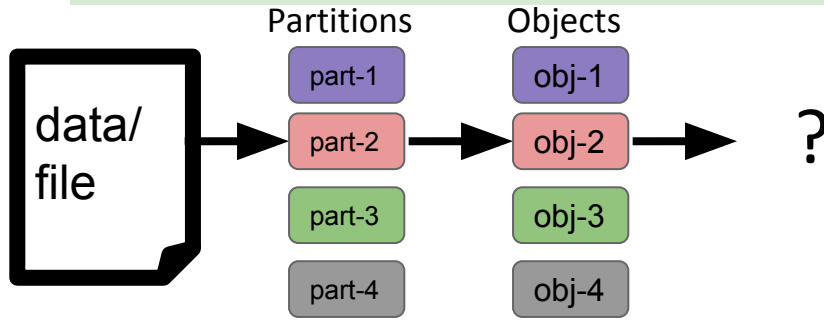 Partitions Objects
data/
file
part-1 obj-1
part-2 obj-2
?
part-3 obj-3
part-4 obj-4